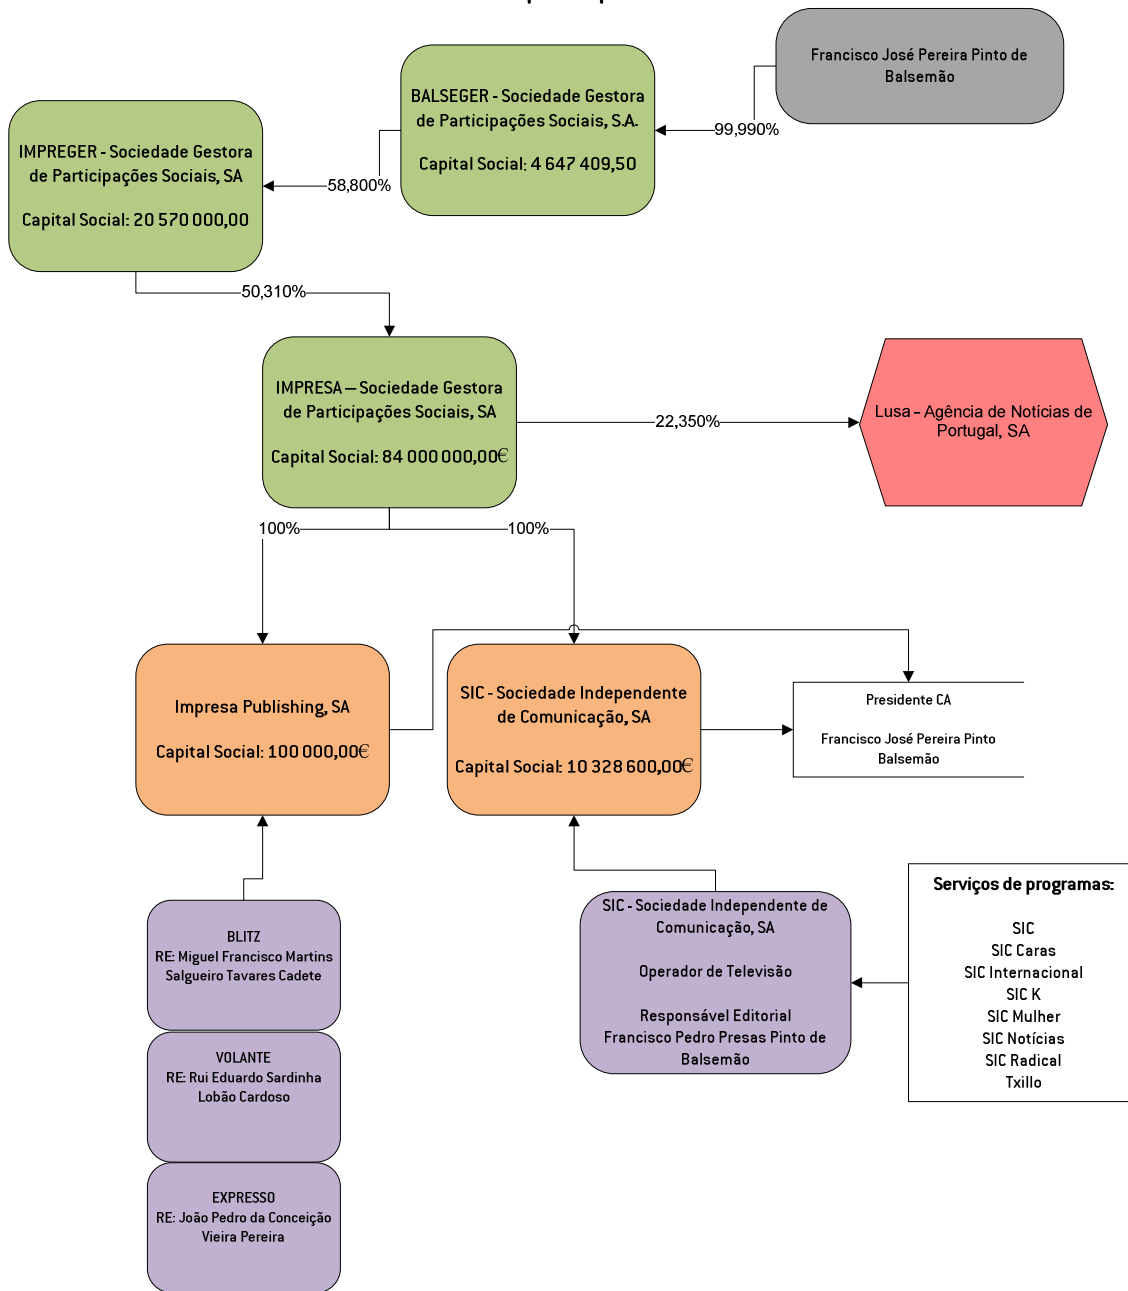 Francisco José Pereira Pinto de
Balsemão
BALSEGER - Sociedade Gestora
de Participações Sociais, S.A.
Capital Social: 4 647 409,50
99,990%
IMPREGER - Sociedade Gestora
de Participações Sociais, SA
Capital Social: 20 570 000,00
58,800%
50,310%
IMPRESA – Sociedade Gestora
de Participações Sociais, SA
Capital Social: 84 000 000,00€
22,350%
Lusa - Agência de Notícias de
Portugal, SA
100%
100%
Impresa Publishing, SA
Capital Social: 100 000,00€
SIC - Sociedade Independente
de Comunicação, SA
Capital Social: 10 328 600,00€
Presidente CA
Francisco José Pereira Pinto
Balsemão
BLITZ
RE: Miguel Francisco Martins
Salgueiro Tavares Cadete
VOLANTE
RE: Rui Eduardo Sardinha
Lobão Cardoso
EXPRESSO
RE: João Pedro da Conceição
Vieira Pereira
SIC - Sociedade Independente de
Comunicação, SA
Operador de Televisão
Responsável Editorial
Francisco Pedro Presas Pinto de
Balsemão
Serviços de programas:
SIC
SIC Caras
SIC Internacional
SIC K
SIC Mulher
SIC Notícias
SIC Radical
Txillo